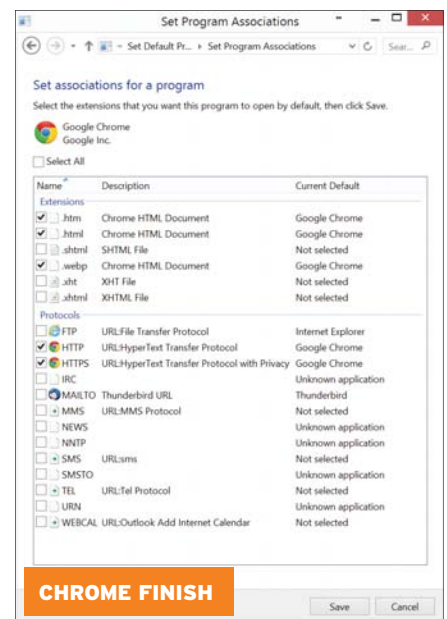 Set Program Associations
Set Default Pr... Set Program Associations
Sear...
Set associations for a program
Select the extensions that you want this program to open by default, then click Save.
Google Chrome
Google Inc.
Select All
Name Description Current Default
Extensions
.htm Chrome HTML Document Google Chrome
.html Chrome HTML Document Google Chrome
.shtml SHTML File Not selected
.webp Chrome HTML Document Google Chrome
.xht XHT File Not selected
.xhtml XHTML File Not selected
Protocols
FTP URL:File Transfer Protocol Internet Explorer
HTTP URL:HyperText Transfer Protocol Google Chrome
HTTPS URL:HyperText Transfer Protocol with Privacy Google Chrome
IRC Unknown application
MAILTO Thunderbird URL Thunderbird
MMS URL:MMS Protocol Not selected
NEWS Unknown application
NNTP Unknown application
SMS URL:sms Not selected
SMSTO Unknown application
TEL URL:Tel Protocol Not selected
URN Unknown application
WEBCAL URL:Outlook Add Internet Calendar Not selected
CHROME FINISH
Save Cancel